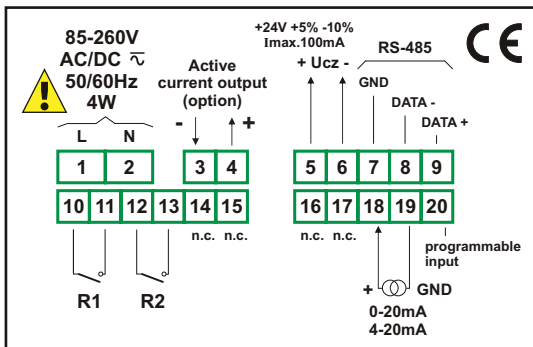 85-260V
AC/DC
50/60Hz
4W
L N
Active
current output
(option)
- +
+24V +5% -10%
Imax.100mA
+ Ucz -
RS-485
GND
DATA -
DATA +
CE
1 2 3 4 5 6 7 8 9
10 11 12 13 14 15 16 17 18 19 20
n.c. n.c. n.c. n.c.
programmable
input
R1 R2
+ GND
0-20mA
4-20mA